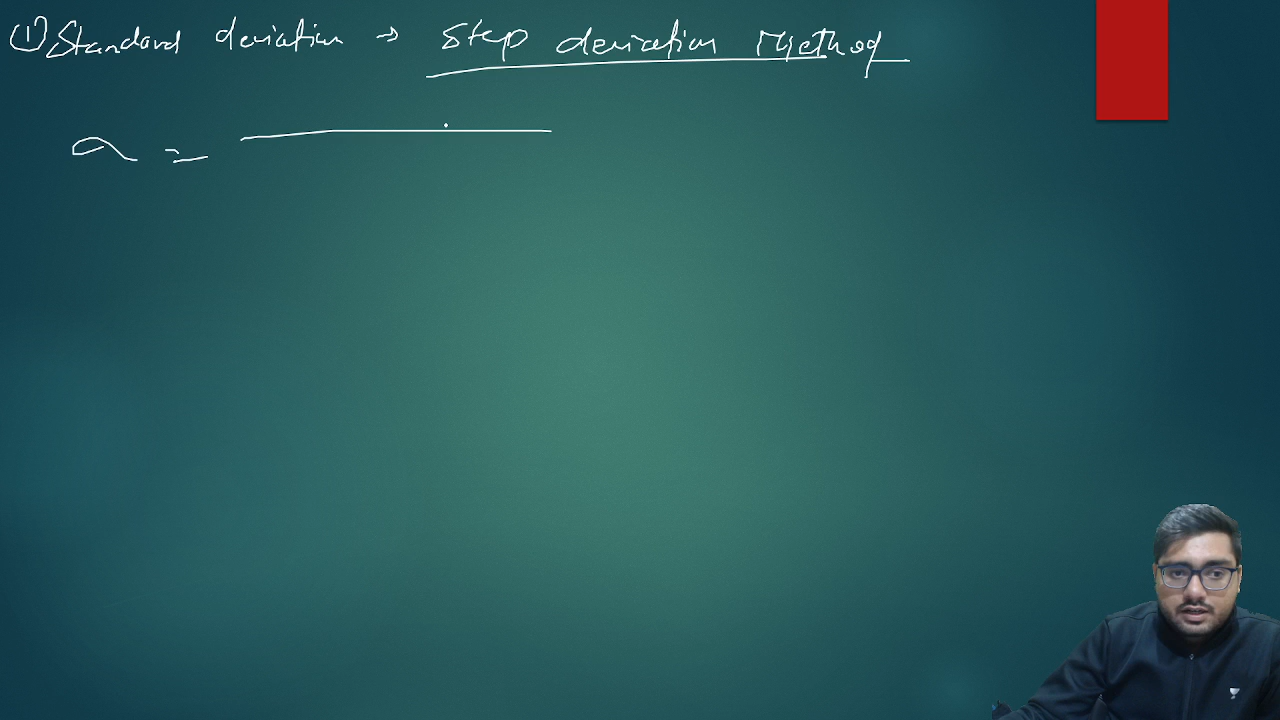 ① Standard deviation → Step deviation Method
σ =